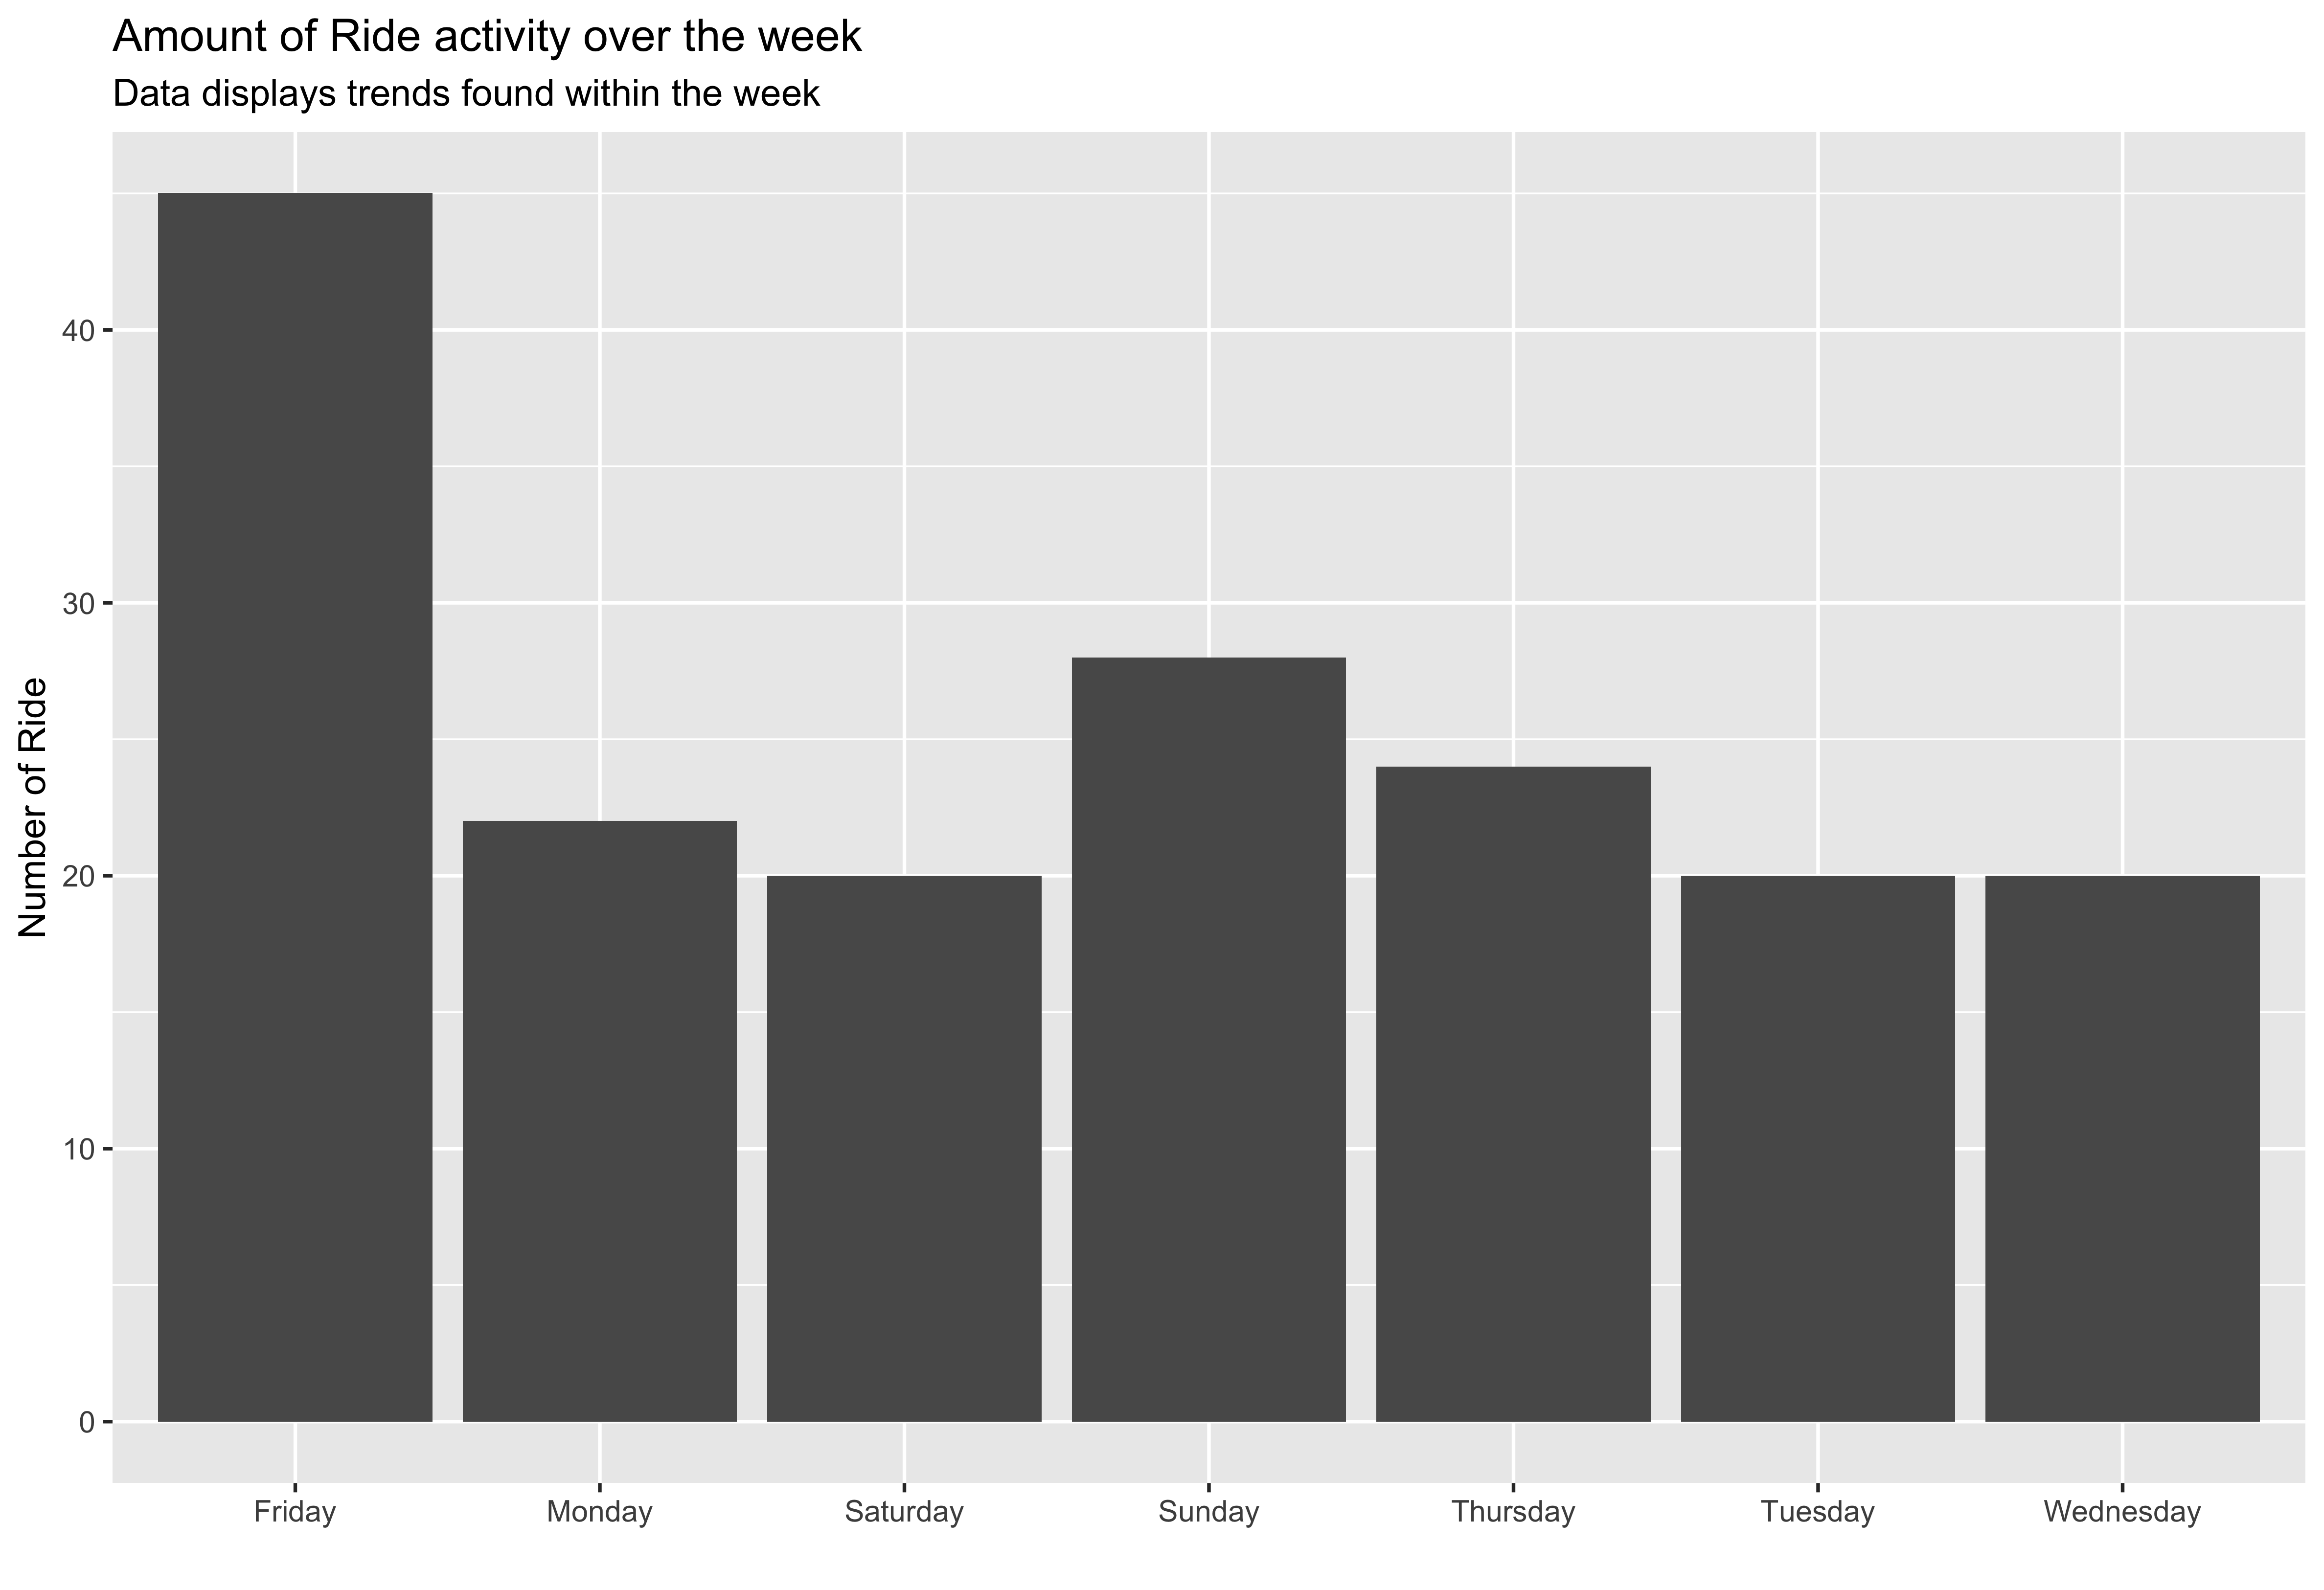 Amount of Ride activity over the week
Data displays trends found within the week
Number of Ride
40
30
20
10
0
Friday Monday Saturday Sunday Thursday Tuesday Wednesday